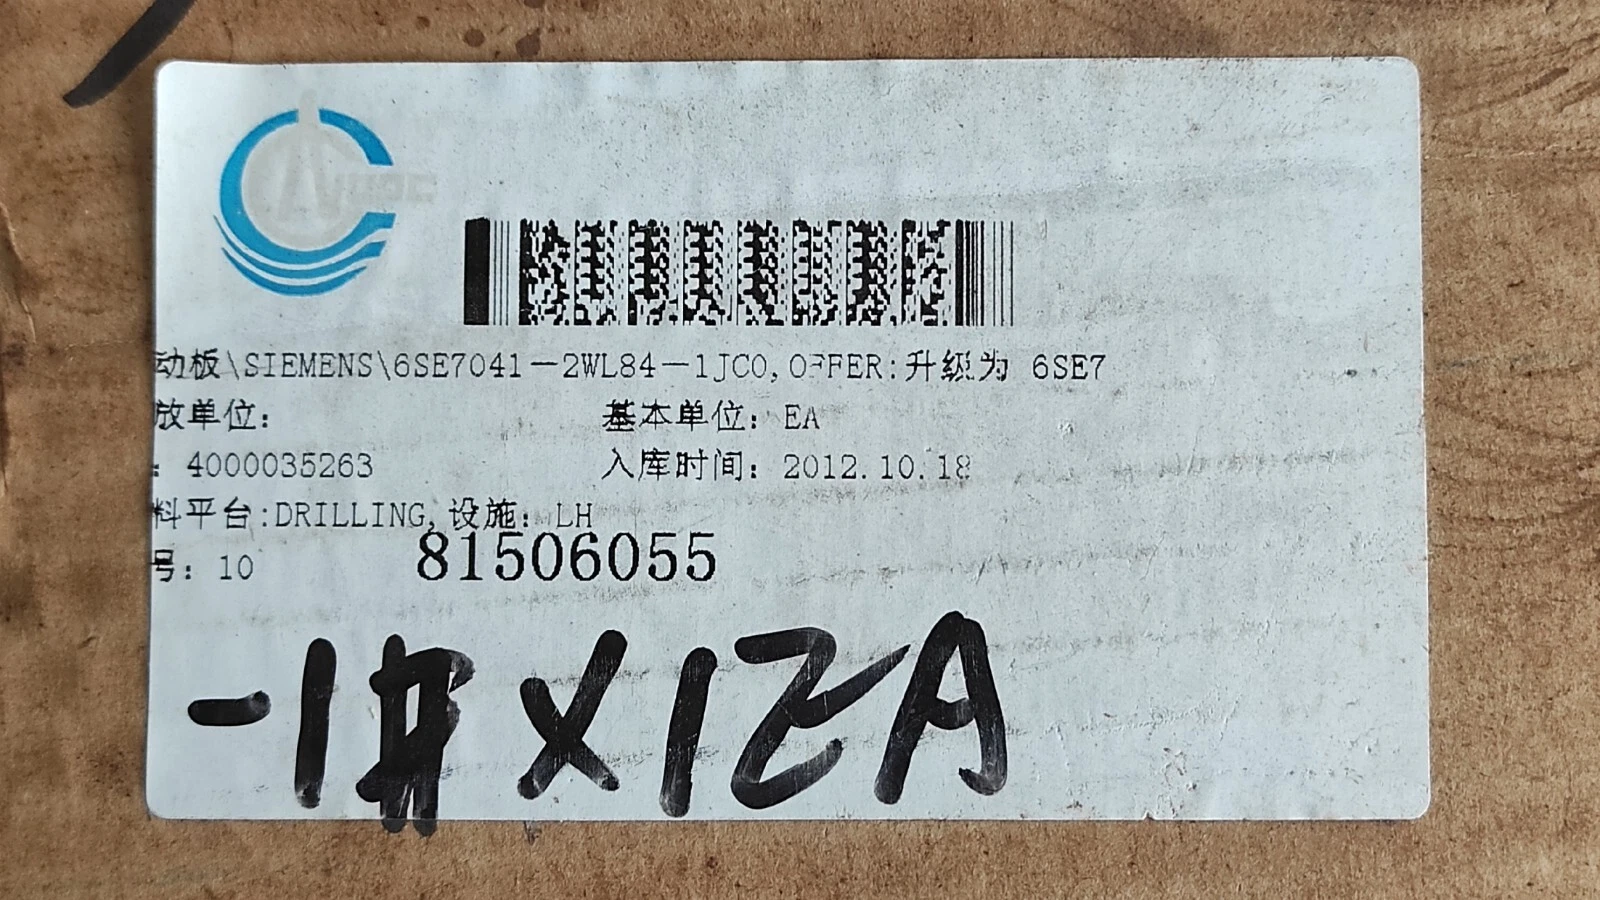 动板\SIEMENS\6SE7041-2WL84-1JC0,OFFER:升级为 6SE7
放单位:
基本单位: EA
: 4000035263
入库时间: 2012.10.18
料平台:DRILLING,设施: LH
号: 10
81506055
-1# X1ZA